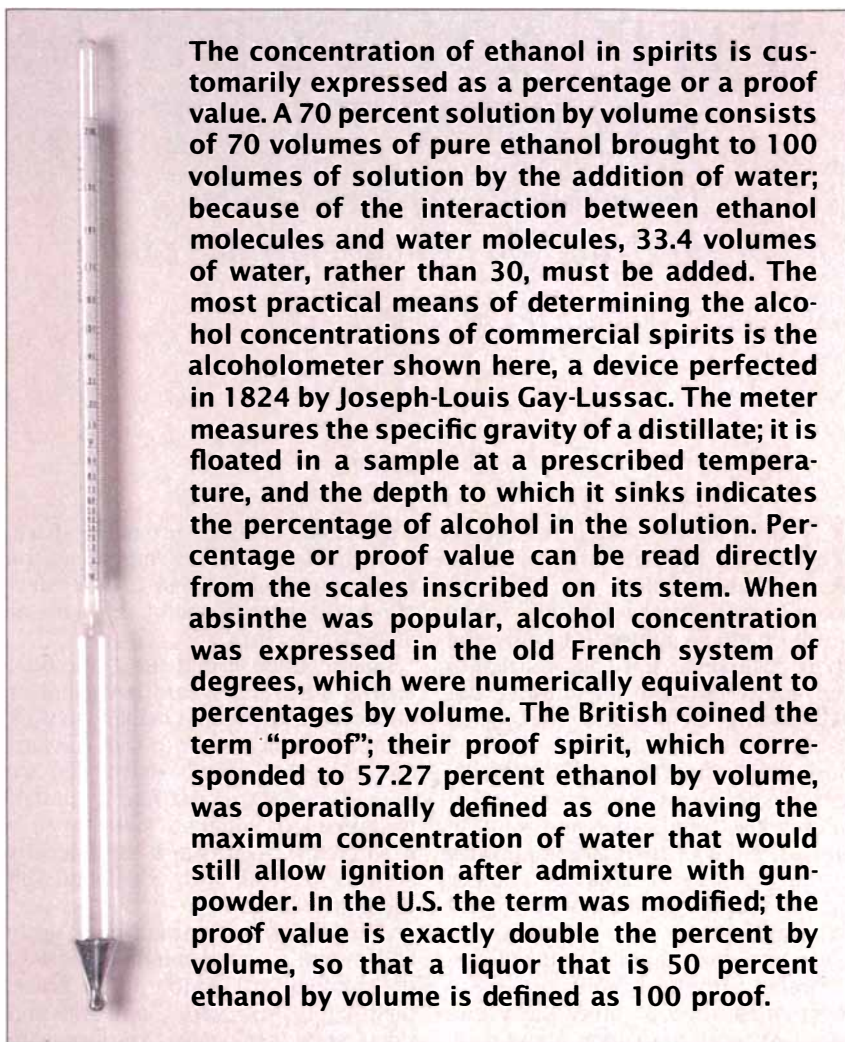 The concentration of ethanol in spirits is cus-
tomarily expressed as a percentage or a proof
value. A 70 percent solution by volume consists
of 70 volumes of pure ethanol brought to 100
volumes of solution by the addition of water;
because of the interaction between ethanol
molecules and water molecules, 33.4 volumes
of water, rather than 30, must be added. The
most practical means of determining the alco-
hol concentrations of commercial spirits is the
alcoholometer shown here, a device perfected
in 1824 by Joseph-Louis Gay-Lussac. The meter
measures the specific gravity of a distillate; it is
floated in a sample at a prescribed tempera-
ture, and the depth to which it sinks indicates
the percentage of alcohol in the solution. Per-
centage or proof value can be read directly
from the scales inscribed on its stem. When
absinthe was popular, alcohol concentration
was expressed in the old French system of
degrees, which were numerically equivalent to
percentages by volume. The British coined the
term “proof”; their proof spirit, which corre-
sponded to 57.27 percent ethanol by volume,
was operationally defined as one having the
maximum concentration of water that would
still allow ignition after admixture with gun-
powder. In the U.S. the term was modified; the
proof value is exactly double the percent by
volume, so that a liquor that is 50 percent
ethanol by volume is defined as 100 proof.